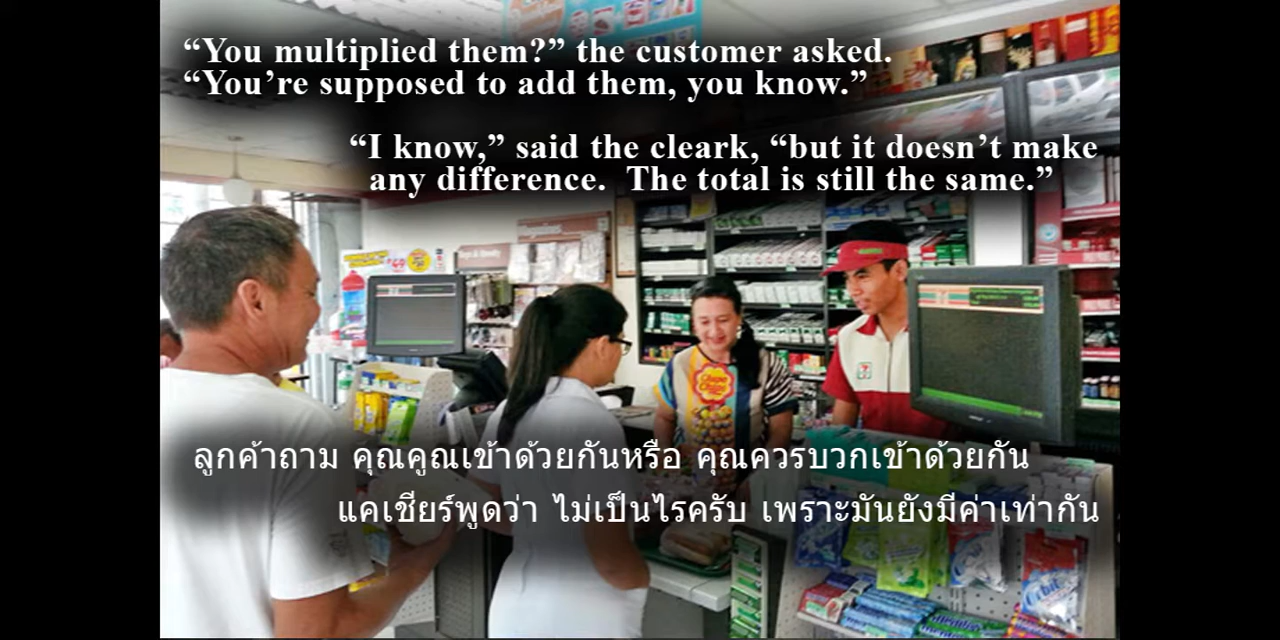 “You multiplied them?” the customer asked.
“You’re supposed to add them, you know.”
“I know,” said the cleark, “but it doesn’t make
any difference.  The total is still the same.”
Magazines
Chupa Chups
ลูกค้าถาม คุณคูณเข้าด้วยกันหรือ คุณควรบวกเข้าด้วยกัน
แคเชียร์พูดว่า ไม่เป็นไรครับ เพราะมันยังมีค่าเท่ากัน